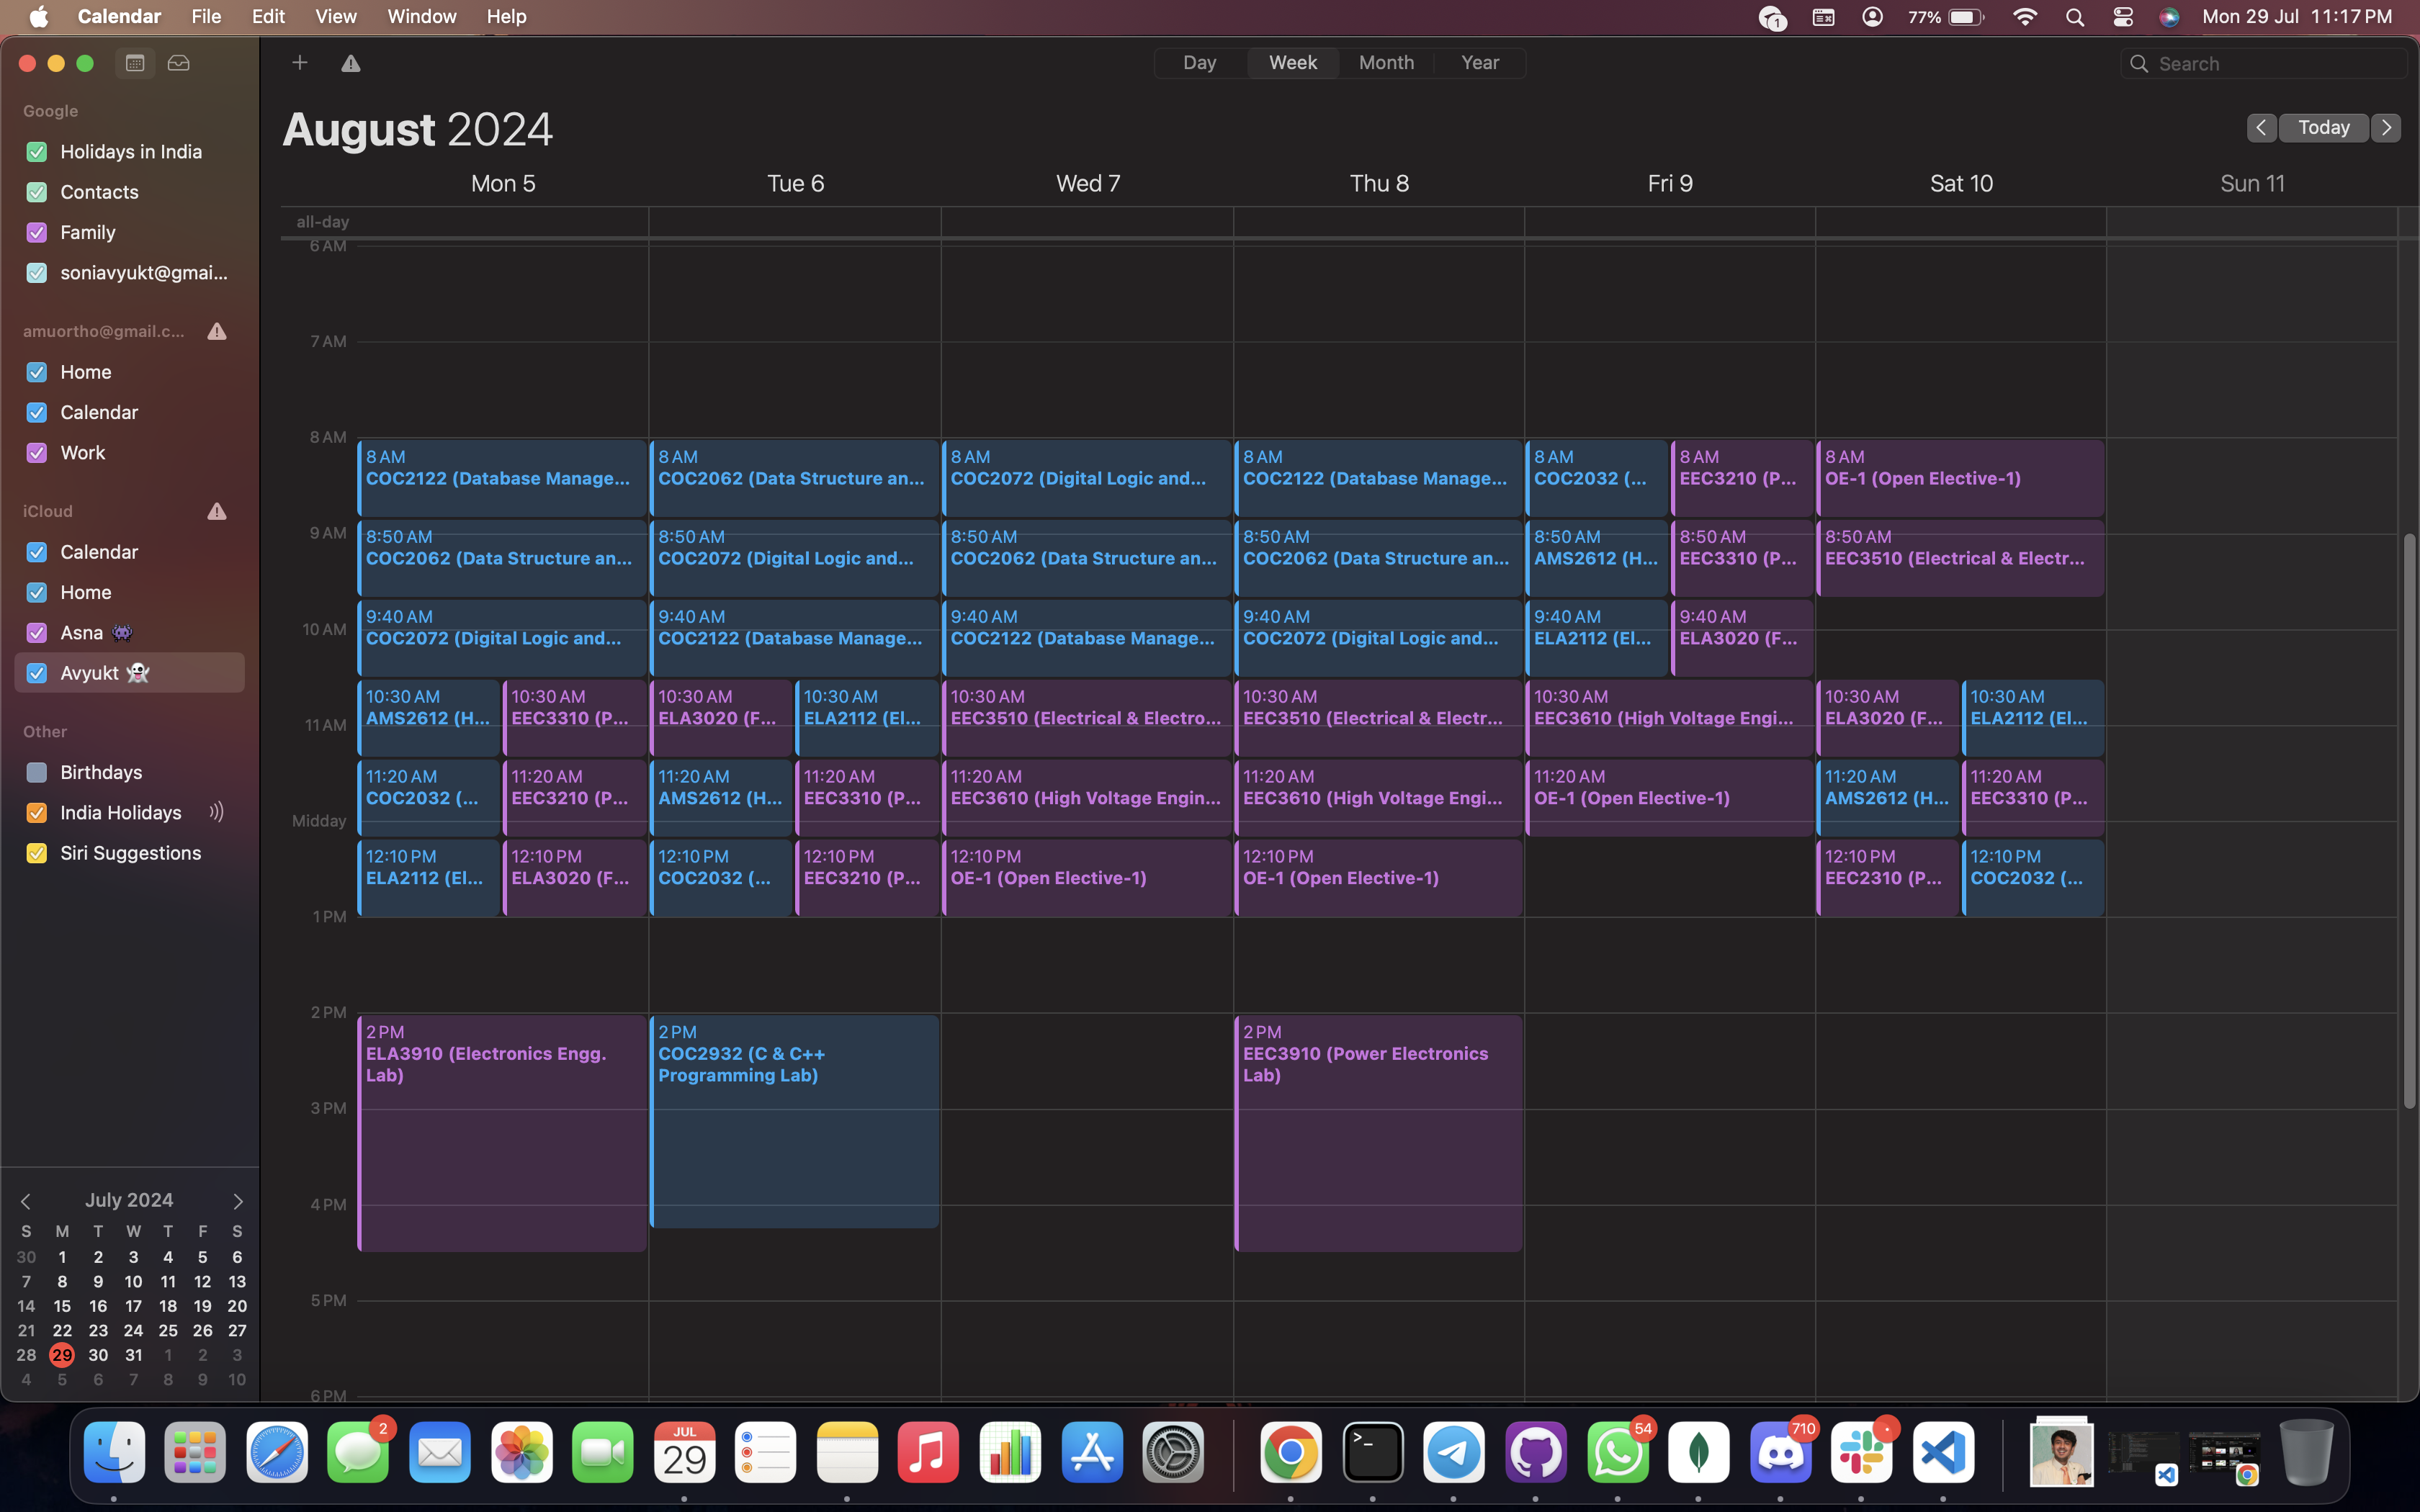 Calendar File Edit View Window Help
1 77% Mon 29 Jul 11:17 PM
Day Week Month Year
Search
August 2024
Today
Google
Holidays in India
Contacts
Family
soniavyukt@gmai...
amuortho@gmail.c...
Home
Calendar
Work
iCloud
Calendar
Home
Asna
Avyukt
Other
Birthdays
India Holidays
Siri Suggestions
July 2024
S M T W T F S
30 1 2 3 4 5 6
7 8 9 10 11 12 13
14 15 16 17 18 19 20
21 22 23 24 25 26 27
28 29 30 31 1 2 3
4 5 6 7 8 9 10
Mon 5 Tue 6 Wed 7 Thu 8 Fri 9 Sat 10 Sun 11
all-day
6 AM
7 AM
8 AM
8 AM 8 AM 8 AM 8 AM 8 AM 8 AM 8 AM
COC2122 (Database Manage... COC2062 (Data Structure an... COC2072 (Digital Logic and... COC2122 (Database Manage... COC2032 (... EEC3210 (P... OE-1 (Open Elective-1)
9 AM
8:50 AM 8:50 AM 8:50 AM 8:50 AM 8:50 AM 8:50 AM 8:50 AM
COC2062 (Data Structure an... COC2072 (Digital Logic and... COC2062 (Data Structure an... COC2062 (Data Structure an... AMS2612 (H... EEC3310 (P... EEC3510 (Electrical & Electr...
9:40 AM 9:40 AM 9:40 AM 9:40 AM 9:40 AM 9:40 AM
10 AM
COC2072 (Digital Logic and... COC2122 (Database Manage... COC2122 (Database Manage... COC2072 (Digital Logic and... ELA2112 (El... ELA3020 (F...
10:30 AM 10:30 AM 10:30 AM 10:30 AM 10:30 AM 10:30 AM 10:30 AM 10:30 AM 10:30 AM
AMS2612 (H... EEC3310 (P... ELA3020 (F... ELA2112 (El... EEC3510 (Electrical & Electro... EEC3510 (Electrical & Electr... EEC3610 (High Voltage Engi... ELA3020 (F... ELA2112 (El...
11 AM
11:20 AM 11:20 AM 11:20 AM 11:20 AM 11:20 AM 11:20 AM 11:20 AM 11:20 AM 11:20 AM
COC2032 (... EEC3210 (P... AMS2612 (H... EEC3310 (P... EEC3610 (High Voltage Engin... EEC3610 (High Voltage Engi... OE-1 (Open Elective-1) AMS2612 (H... EEC3310 (P...
Midday
12:10 PM 12:10 PM 12:10 PM 12:10 PM 12:10 PM 12:10 PM 12:10 PM 12:10 PM
ELA2112 (El... ELA3020 (F... COC2032 (... EEC3210 (P... OE-1 (Open Elective-1) OE-1 (Open Elective-1) EEC2310 (P... COC2032 (...
1 PM
2 PM
2 PM 2 PM 2 PM
ELA3910 (Electronics Engg. COC2932 (C & C++ EEC3910 (Power Electronics
Lab) Programming Lab) Lab)
3 PM
4 PM
5 PM
6 PM
2 JUL 29 54 710